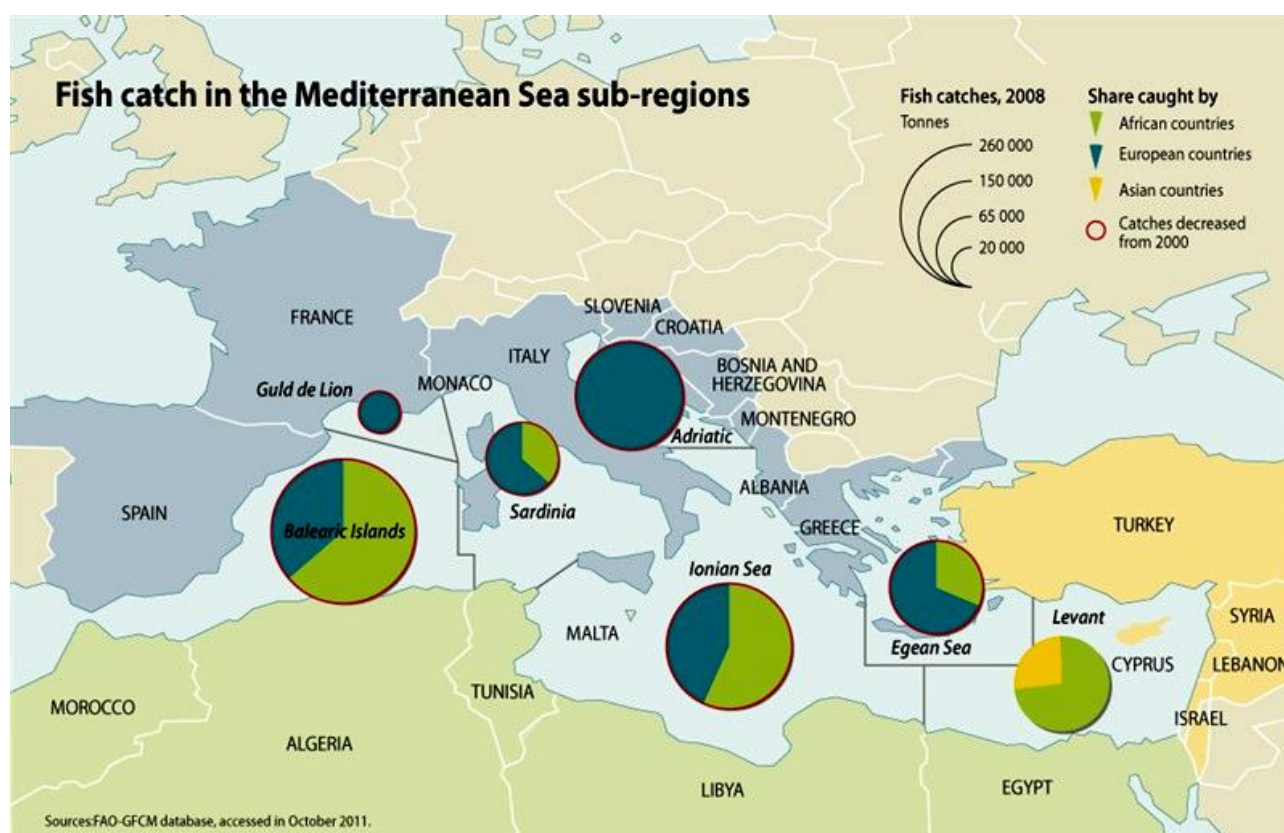 Fish catch in the Mediterranean Sea sub-regions
Fish catches, 2008
Tonnes
260 000
150 000
65 000
20 000
Share caught by
African countries
European countries
Asian countries
Catches decreased
from 2000
SLOVENIA
CROATIA
FRANCE
ITALY
BOSNIA AND
HERZEGOVINA
MONACO
Guld de Lion
MONTENEGRO
Adriatic
ALBANIA
SPAIN
Sardinia
Balearic Islands
GREECE
TURKEY
Ionian Sea
MALTA
Egean Sea
Levant
SYRIA
CYPRUS
LEBANON
TUNISIA
MOROCCO
ISRAEL
ALGERIA
LIBYA
EGYPT
Sources:FAO-GFCM database, accessed in October 2011.